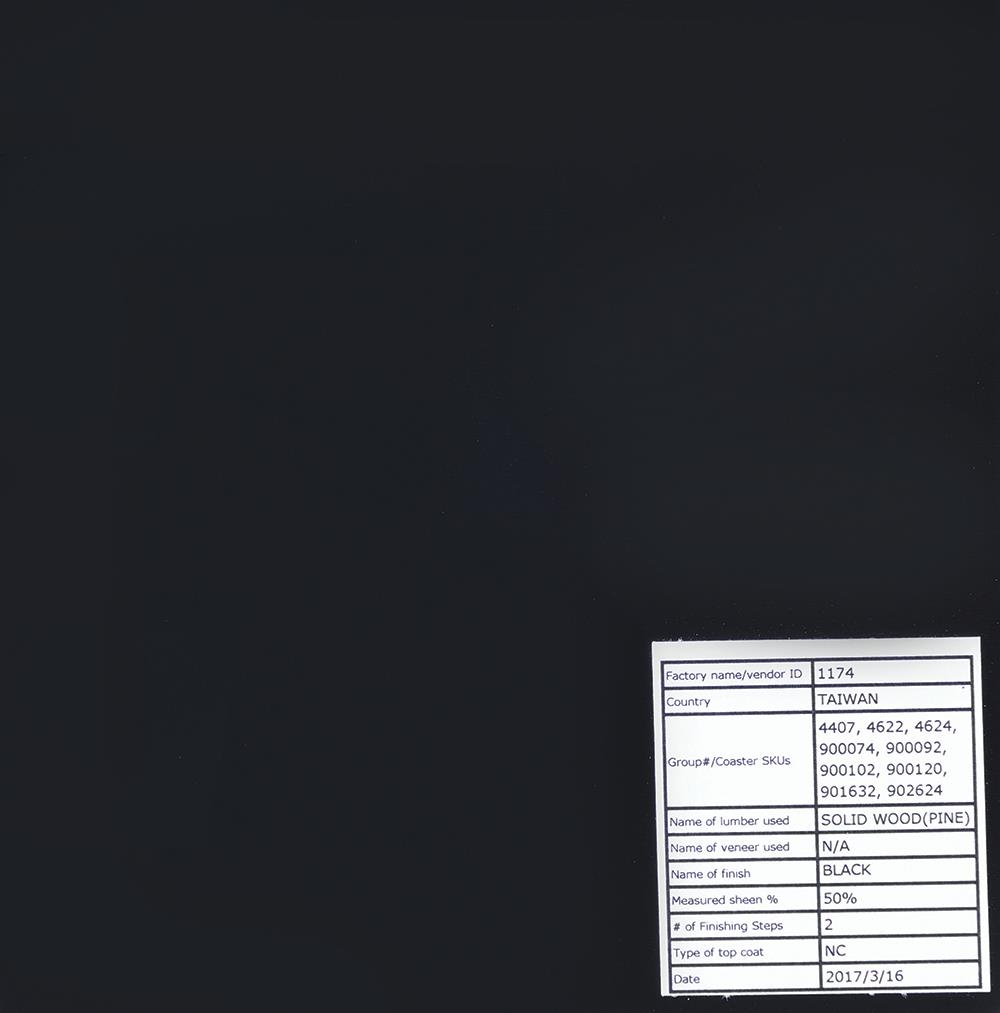 Factory name/vendor ID 1174
Country TAIWAN
Group#/Coaster SKUs 4407, 4622, 4624,
900074, 900092,
900102, 900120,
901632, 902624
Name of lumber used SOLID WOOD(PINE)
Name of veneer used N/A
Name of finish BLACK
Measured sheen % 50%
# of Finishing Steps 2
Type of top coat NC
Date 2017/3/16